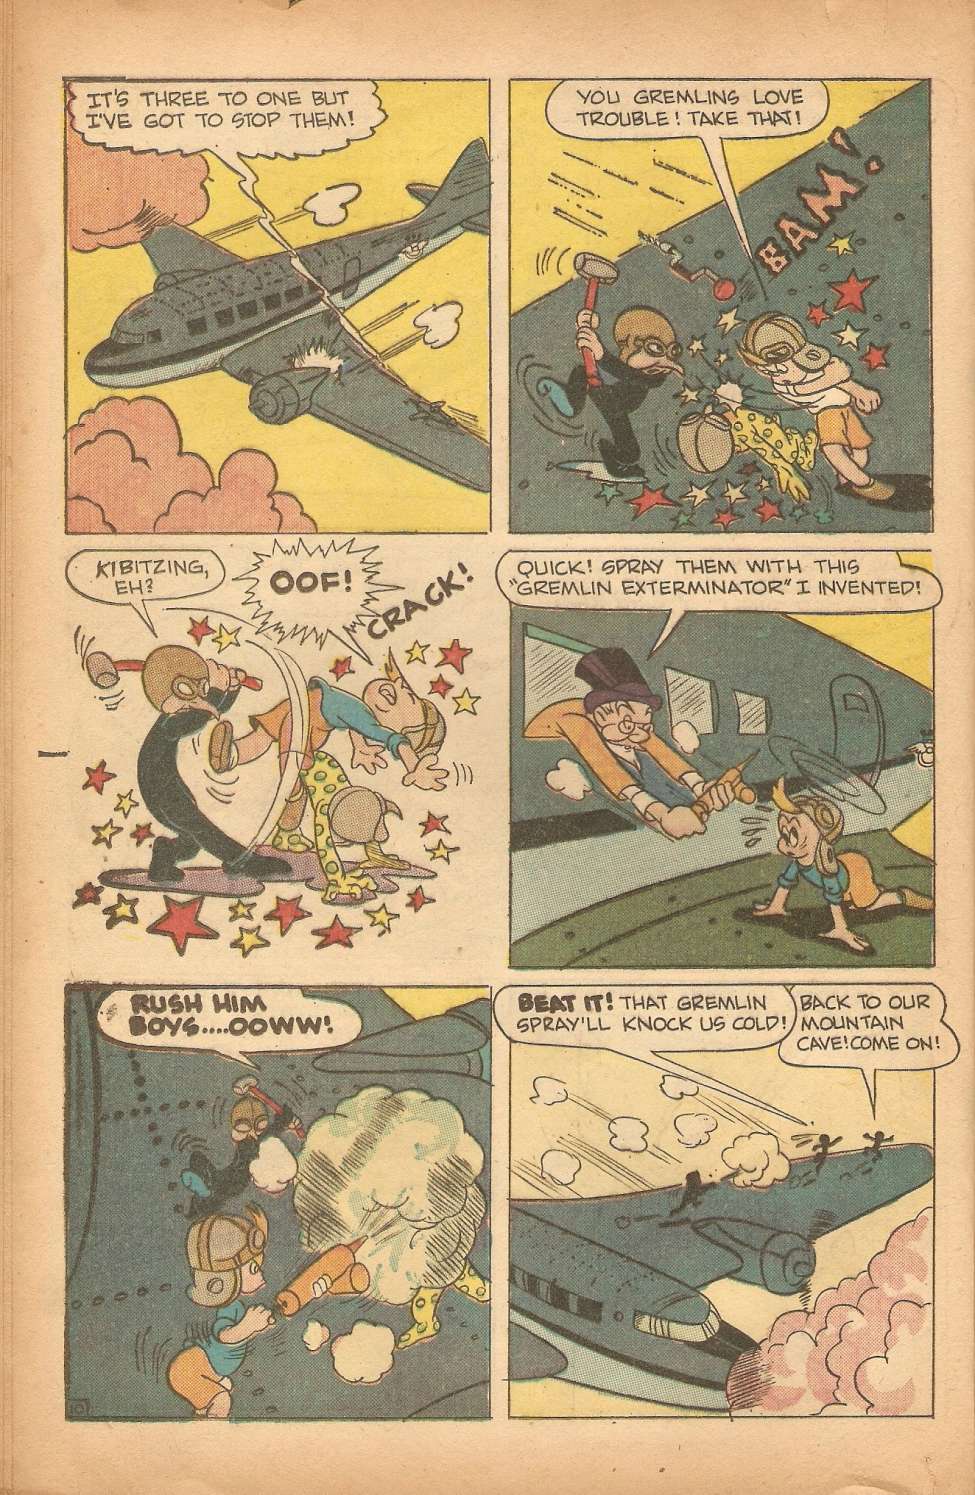 IT'S THREE TO ONE BUT
I'VE GOT TO STOP THEM!
YOU GREMLINS LOVE
TROUBLE! TAKE THAT!
BAM!
KIBITZING,
EH?
OOF!
CRACK!
QUICK! SPRAY THEM WITH THIS
"GREMLIN EXTERMINATOR" I INVENTED!
RUSH HIM
BOYS....OOWW!
10
BEAT IT! THAT GREMLIN
SPRAY'LL KNOCK US COLD!
BACK TO OUR
MOUNTAIN
CAVE! COME ON!